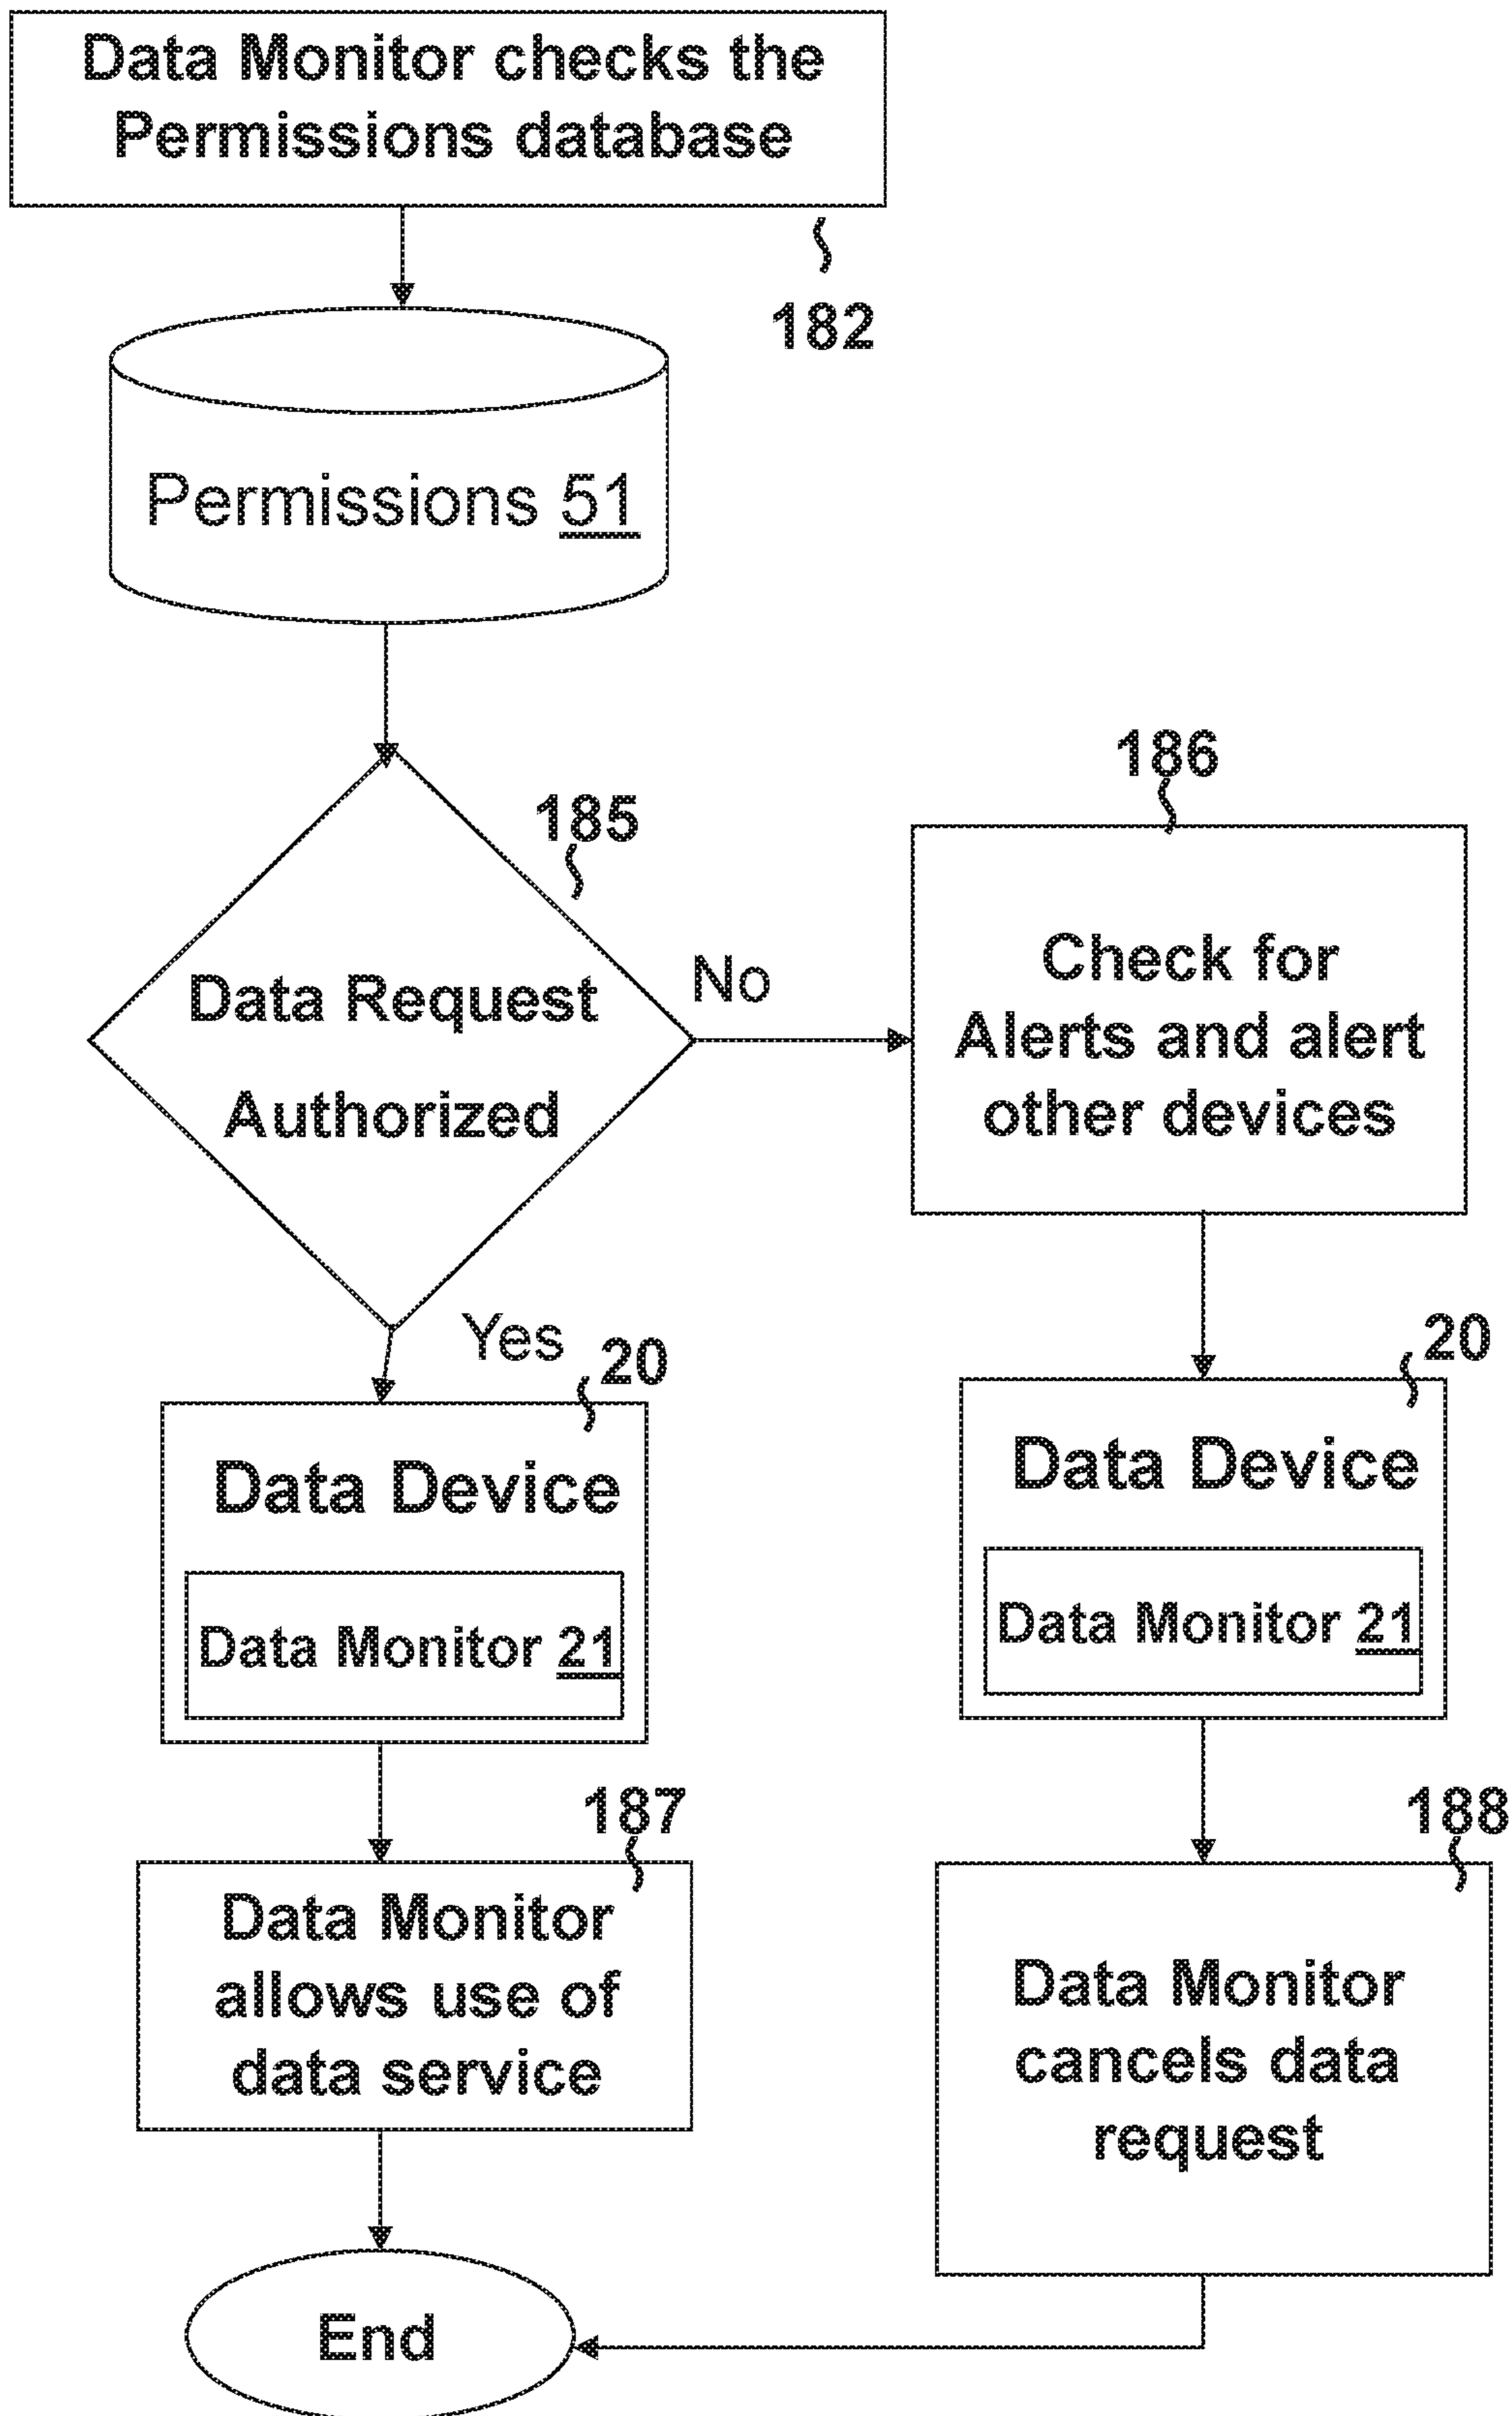 Data Monitor checks the
Permissions database
182
Permissions 51
185
Data Request
Authorized
No
186
Check for
Alerts and alert
other devices
Yes
20
Data Device
Data Monitor 21
20
Data Device
Data Monitor 21
187
Data Monitor
allows use of
data service
188
Data Monitor
cancels data
request
End